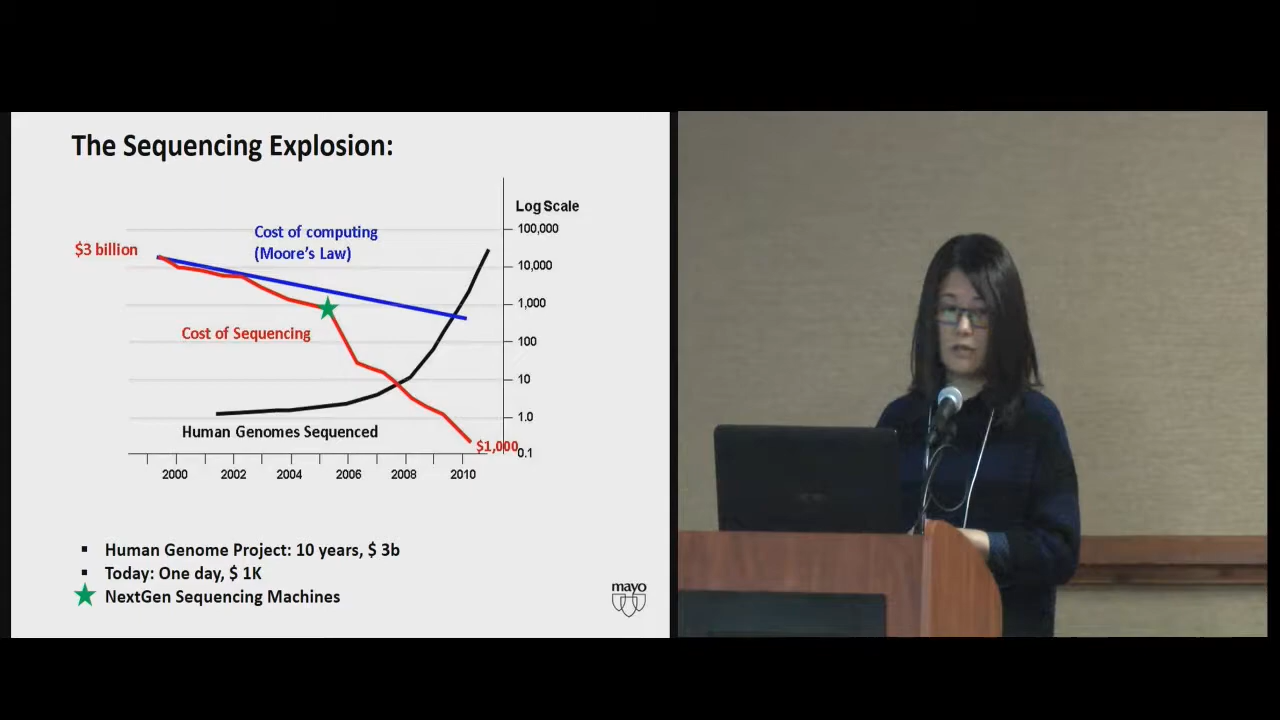 The Sequencing Explosion:
Log Scale
100,000
10,000
1,000
100
10
1.0
0.1
$3 billion
Cost of computing
(Moore's Law)
Cost of Sequencing
Human Genomes Sequenced
$1,000
2000 2002 2004 2006 2008 2010
▪ Human Genome Project: 10 years, $ 3b
▪ Today: One day, $ 1K
★ NextGen Sequencing Machines
mayo